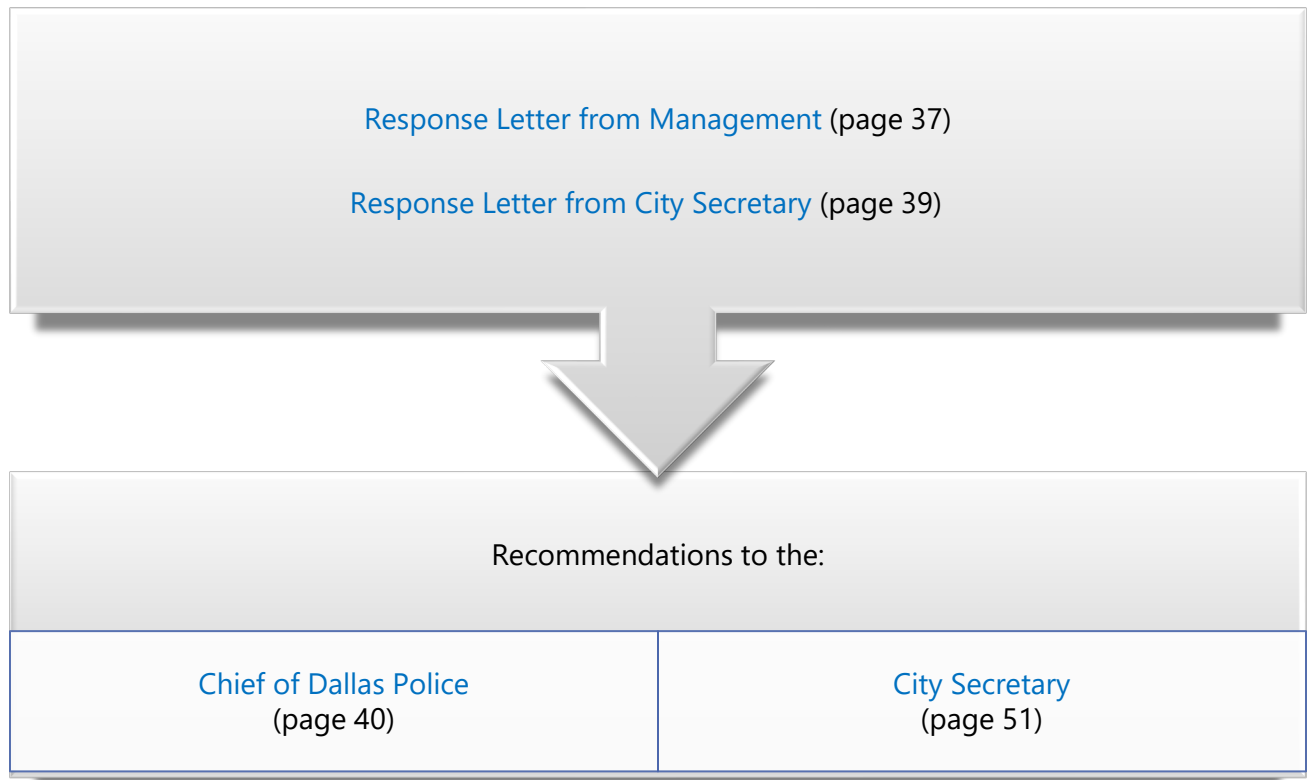 Response Letter from Management (page 37)
Response Letter from City Secretary (page 39)
Recommendations to the:
Chief of Dallas Police
(page 40)
City Secretary
(page 51)